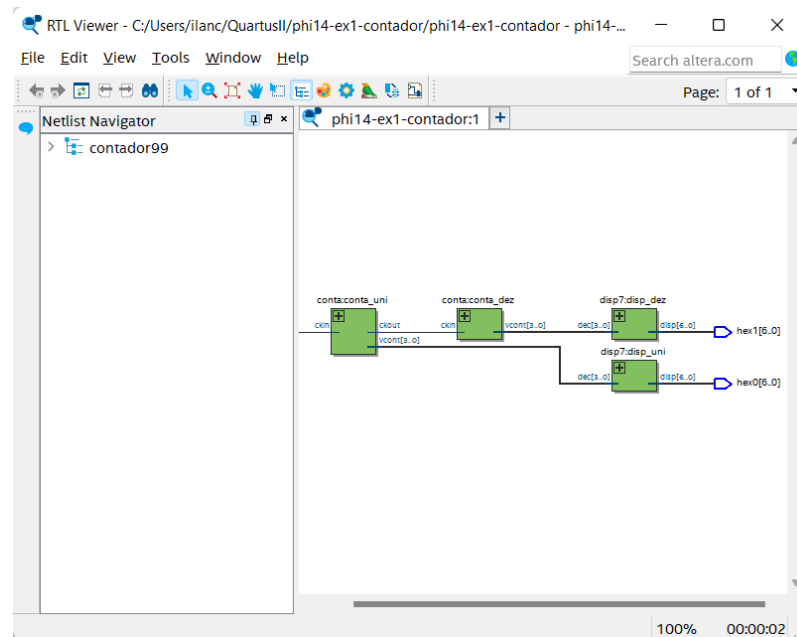 RTL Viewer - C:/Users/ilanc/QuartusII/phi14-ex1-contador/phi14-ex1-contador - phi14-...
File Edit View Tools Window Help
Search altera.com
Page: 1 of 1
Netlist Navigator
phi14-ex1-contador:1
contador99
conta:conta_uni
conta:conta_dez
disp7:disp_dez
ckin
ckout
ckin
vcont[3..0]
dec[3..0]
disp[6..0]
hex1[6..0]
vcont[3..0]
disp7:disp_uni
dec[3..0]
disp[6..0]
hex0[6..0]
100% 00:00:02